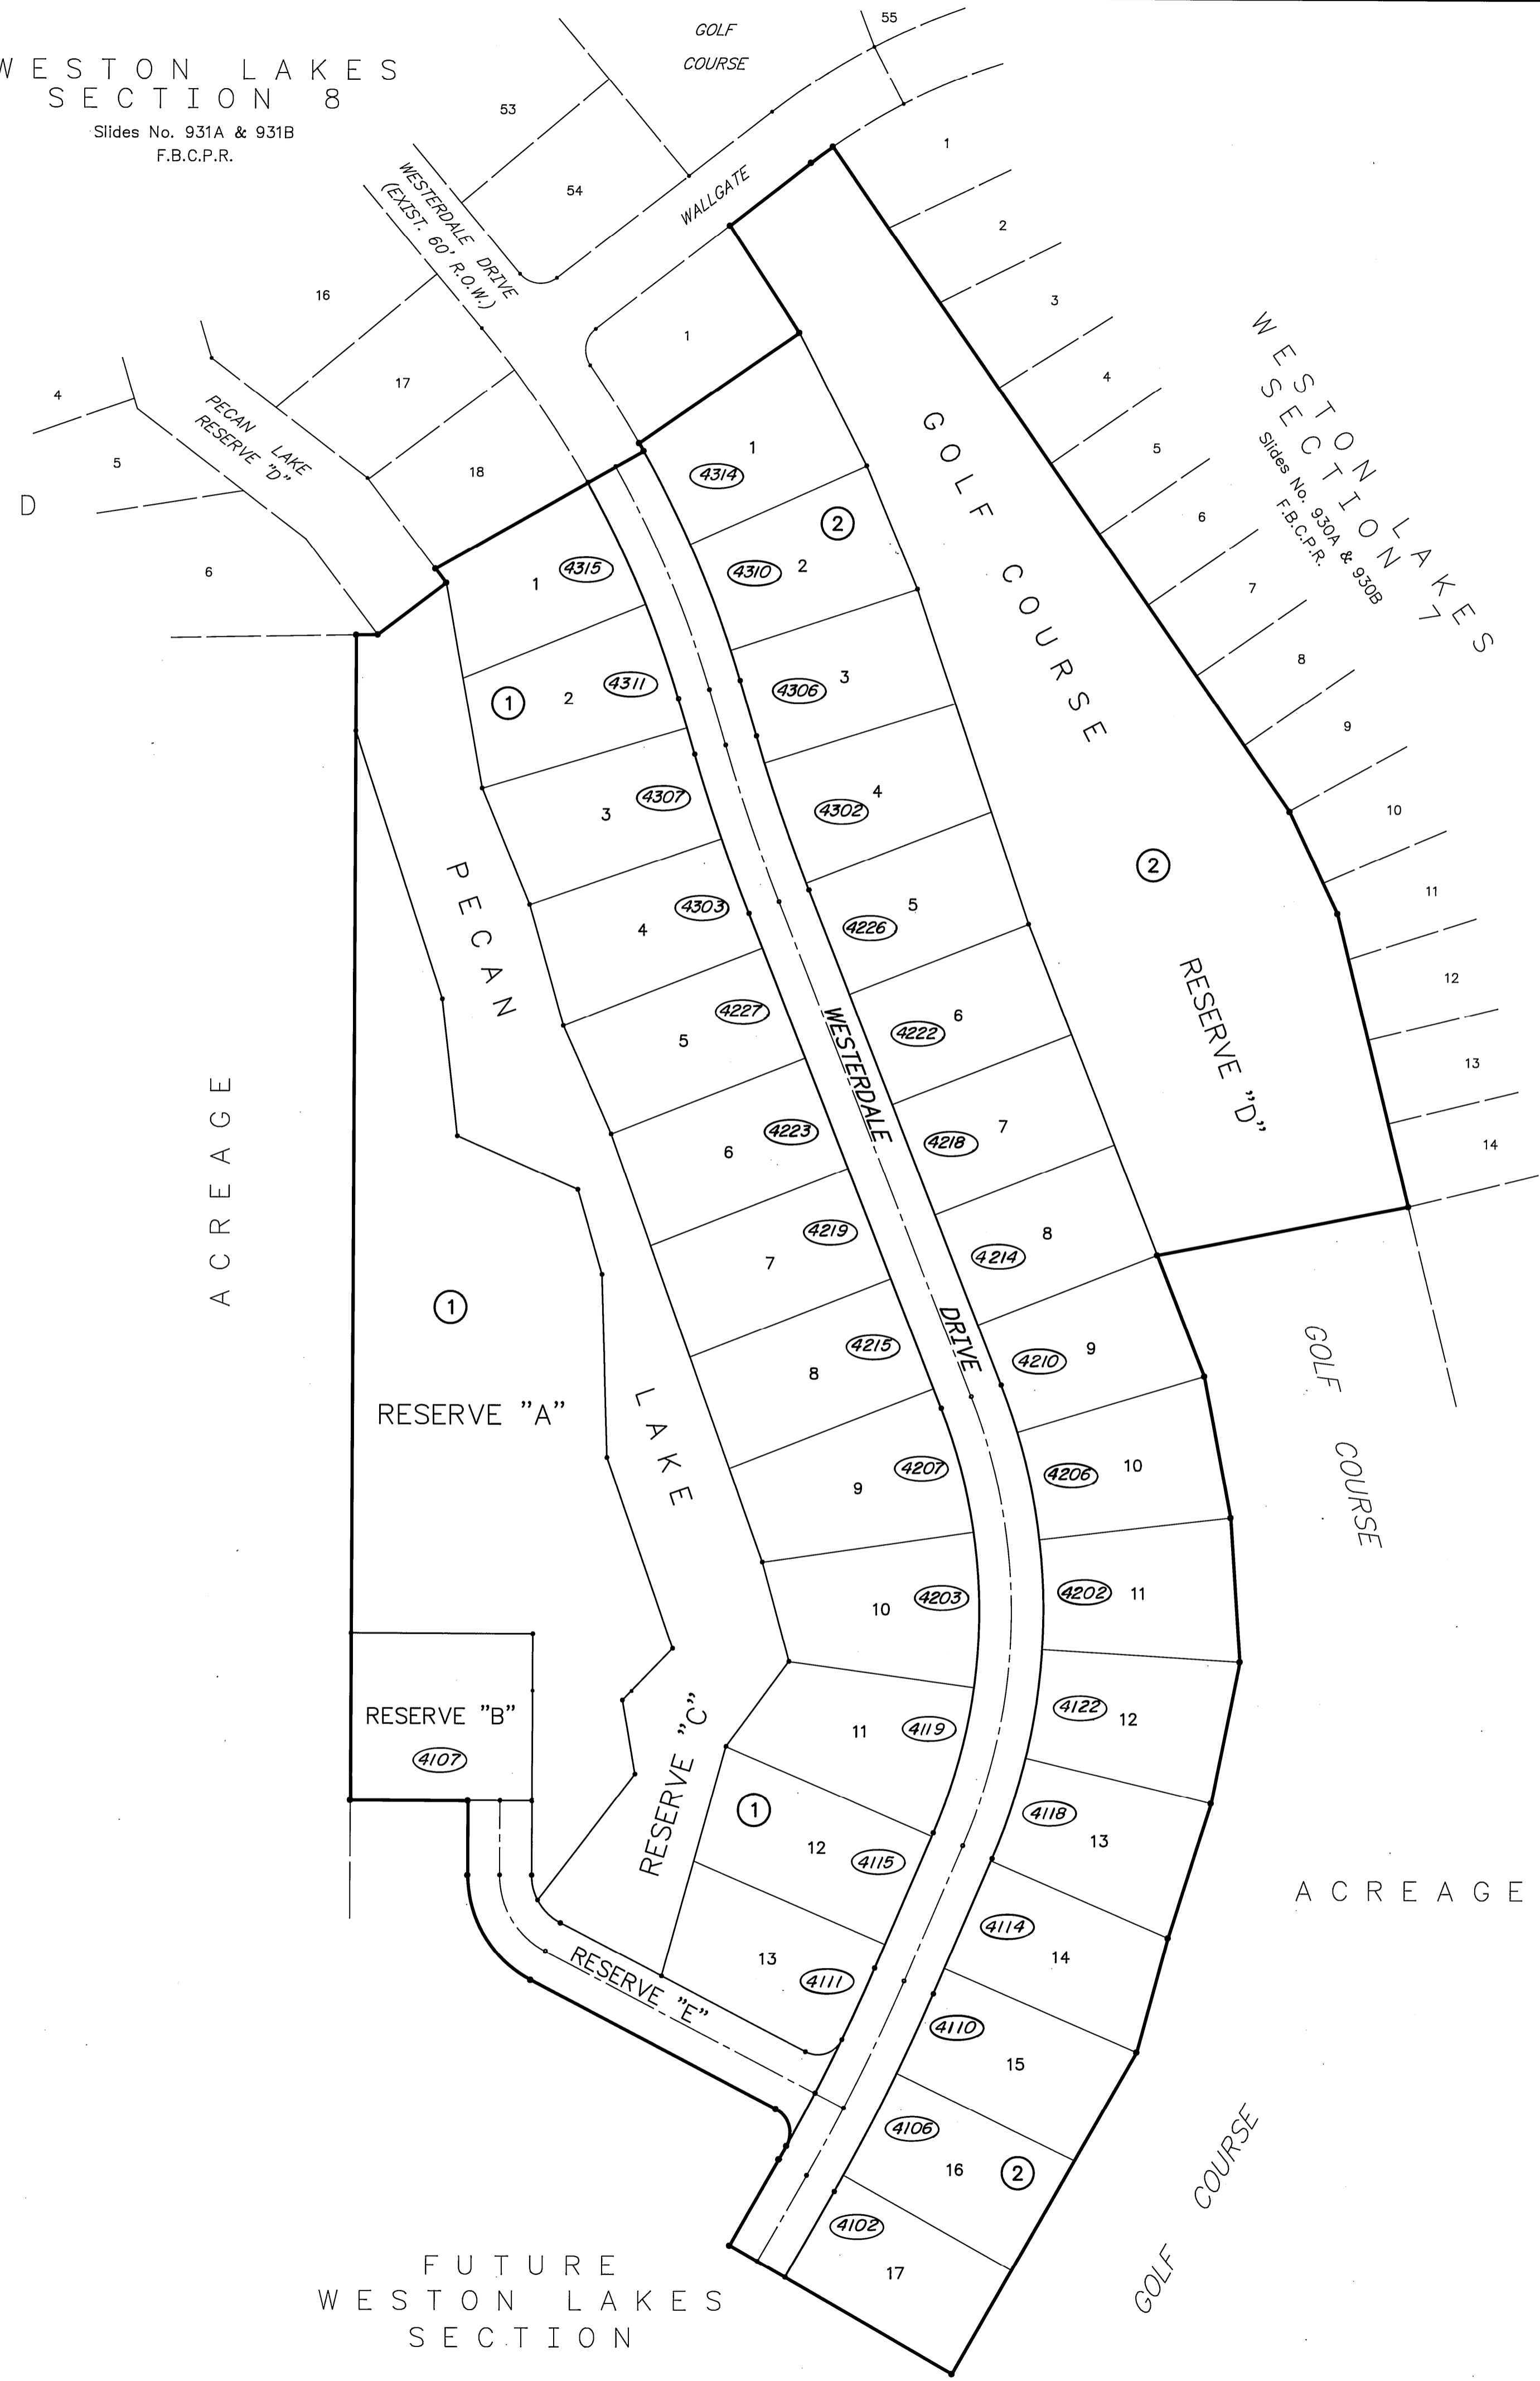 WESTON LAKES
SECTION 8
Slides No. 931A & 931B
F.B.C.P.R.
GOLF
COURSE
55
53
54
WESTERDALE DRIVE
(EXIST. 60' R.O.W.)
WALLGATE
1
2
3
4
5
6
7
8
9
10
11
12
13
14
WESTON LAKES
SECTION 7
Slides No. 930A & 930B
F.B.C.P.R.
16
17
18
1
4
5
6
D
PECAN LAKE
RESERVE "D"
GOLF COURSE
2
RESERVE "D"
1 4314
2
2 4310
3 4306
4 4302
5 4226
6 4222
7 4218
8 4214
9 4210
10 4206
11 4202
12 4122
13 4118
14 4114
15 4110
16 4106
2
17 4102
WESTERDALE DRIVE
1 4315
1
2 4311
3 4307
4 4303
5 4227
6 4223
7 4219
8 4215
9 4207
10 4203
11 4119
1
12 4115
13 4111
PECAN LAKE
RESERVE "C"
ACREAGE
1
RESERVE "A"
RESERVE "B"
4107
RESERVE "E"
GOLF COURSE
ACREAGE
GOLF COURSE
FUTURE
WESTON LAKES
SECTION